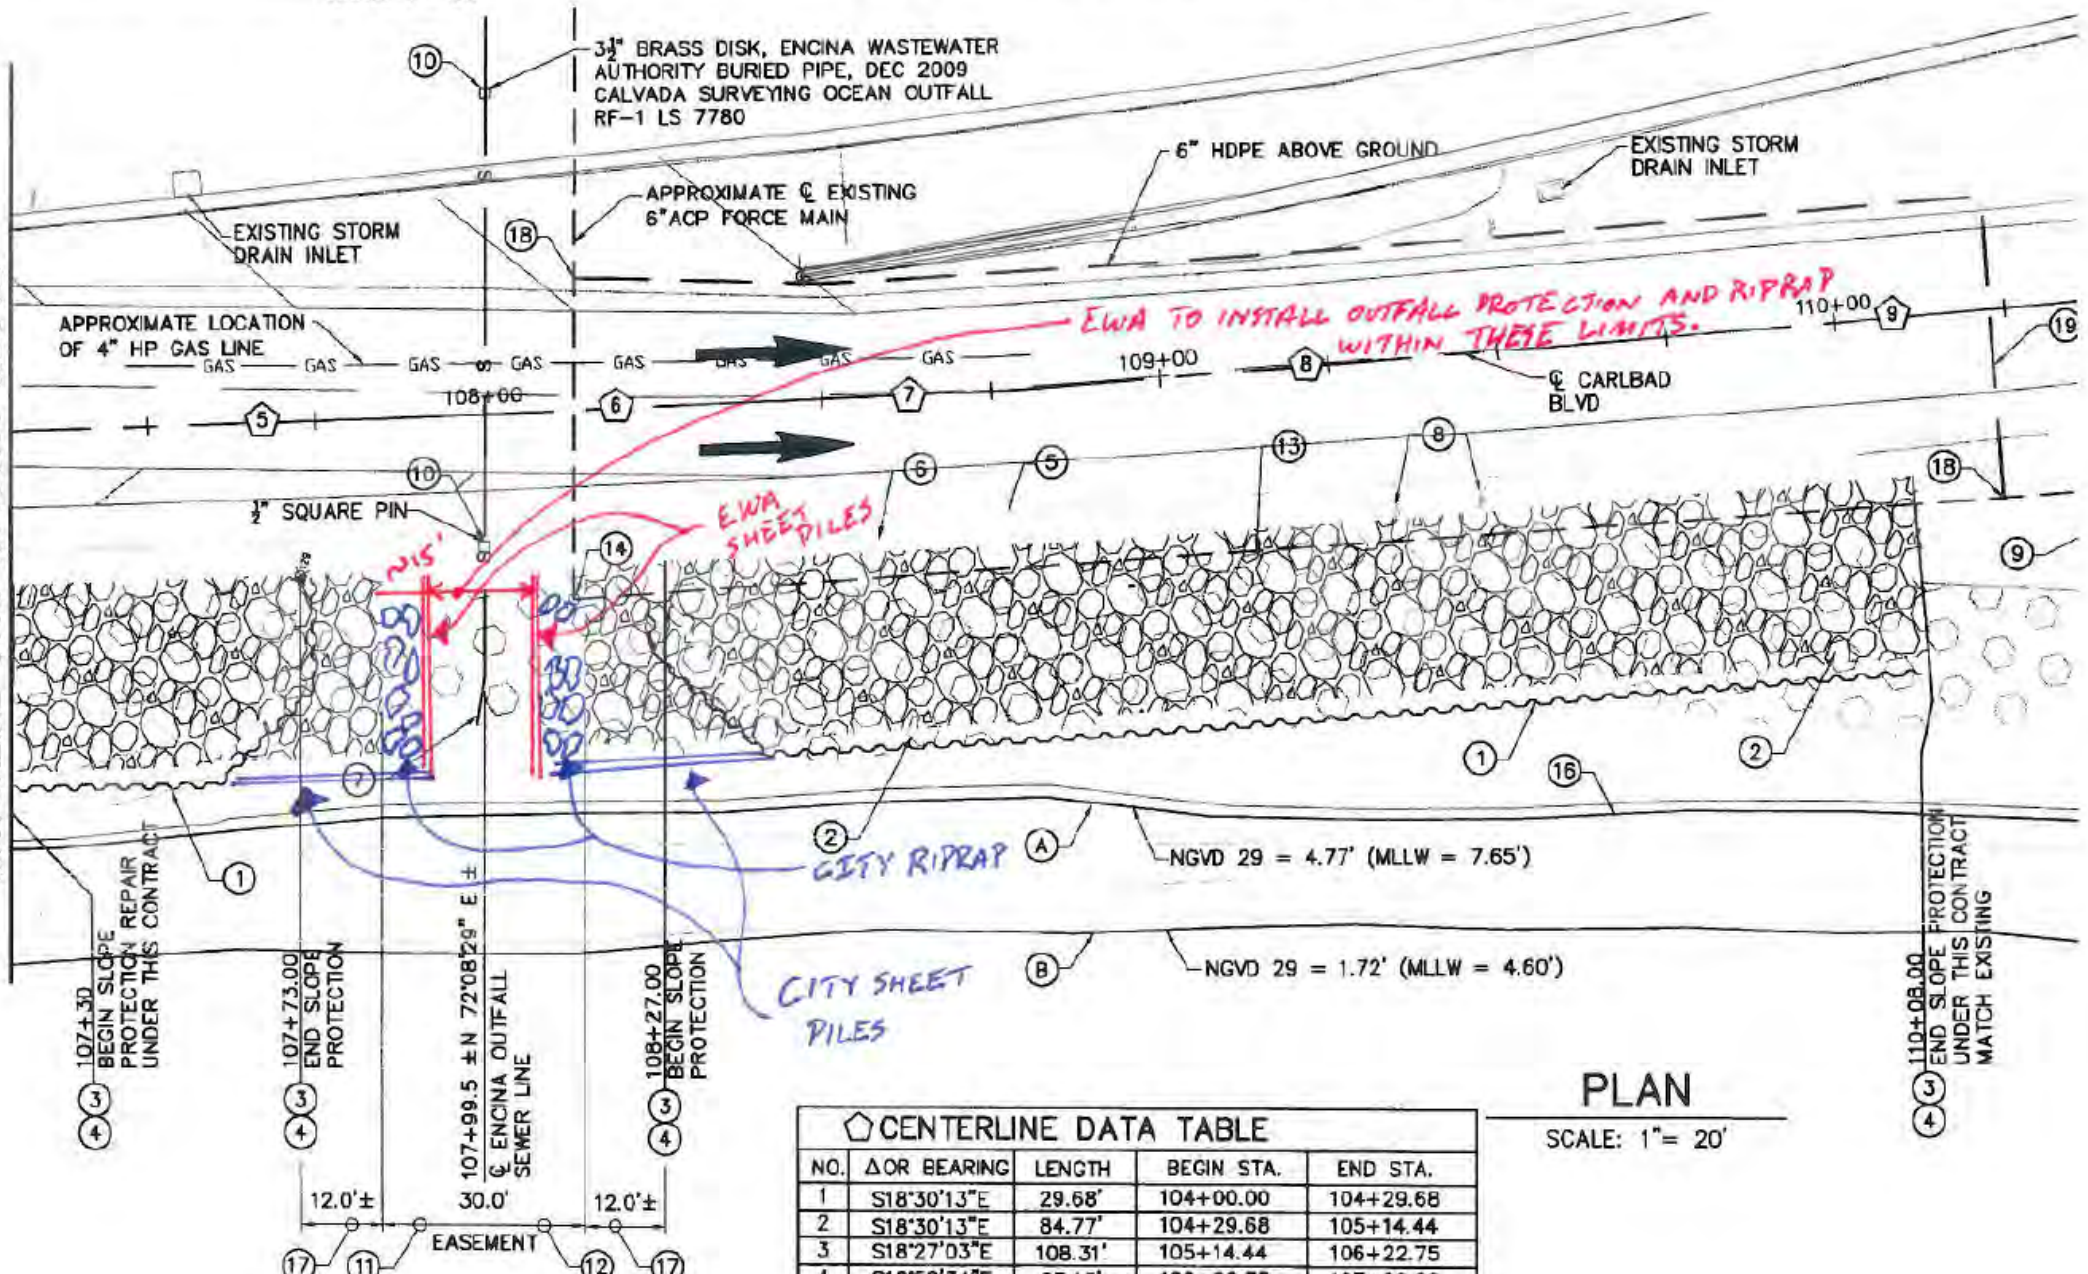 10
3½" BRASS DISK, ENCINA WASTEWATER
AUTHORITY BURIED PIPE, DEC 2009
CALVADA SURVEYING OCEAN OUTFALL
RF-1 LS 7780
6" HDPE ABOVE GROUND
EXISTING STORM
DRAIN INLET
S
APPROXIMATE ℄ EXISTING
6"ACP FORCE MAIN
EXISTING STORM
DRAIN INLET
18
EWA TO INSTALL OUTFALL PROTECTION AND RIPRAP
WITHIN THESE LIMITS.
110+00
9
19
APPROXIMATE LOCATION
OF 4" HP GAS LINE
GAS GAS GAS S GAS GAS GAS GAS GAS
109+00
8
℄ CARLBAD
BLVD
108+00
5
6
7
10
6
5
13
8
18
½" SQUARE PIN
EWA
SHEET
PILES
S
14
9
~15'
7
1
2
16
1
2
CITY RIPRAP
A
NGVD 29 = 4.77' (MLLW = 7.65')
B
NGVD 29 = 1.72' (MLLW = 4.60')
CITY SHEET
PILES
107+30
BEGIN SLOPE
PROTECTION REPAIR
UNDER THIS CONTRACT
3
4
107+73.00
END SLOPE
PROTECTION
3
4
107+99.5 ±N 72°08'29" E ±
℄ ENCINA OUTFALL
SEWER LINE
108+27.00
BEGIN SLOPE
PROTECTION
3
4
110+08.00
END SLOPE PROTECTION
UNDER THIS CONTRACT
MATCH EXISTING
3
4
12.0'± 30.0' 12.0'±
EASEMENT
17 11 12 17
PLAN
SCALE: 1"= 20'
CENTERLINE DATA TABLE
NO. ΔOR BEARING LENGTH BEGIN STA. END STA.
1 S18°30'13"E 29.68' 104+00.00 104+29.68
2 S18°30'13"E 84.77' 104+29.68 105+14.44
3 S18°27'03"E 108.31' 105+14.44 106+22.75